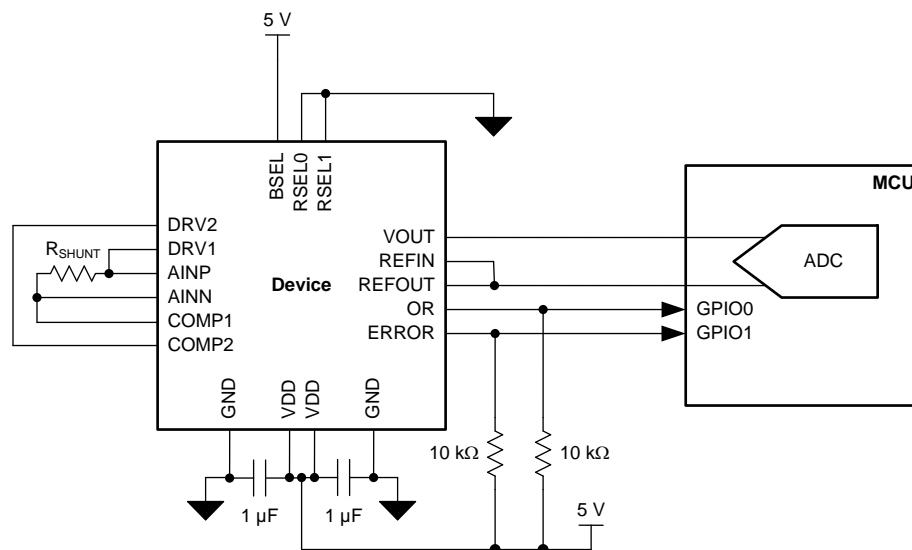 5 V
BSEL
RSEL0
RSEL1
MCU
DRV2
DRV1
AINP
AINN
COMP1
COMP2
RSHUNT
Device
VOUT
REFIN
REFOUT
OR
ERROR
ADC
GPIO0
GPIO1
GND
VDD
VDD
GND
10 kΩ
10 kΩ
1 µF
1 µF
5 V